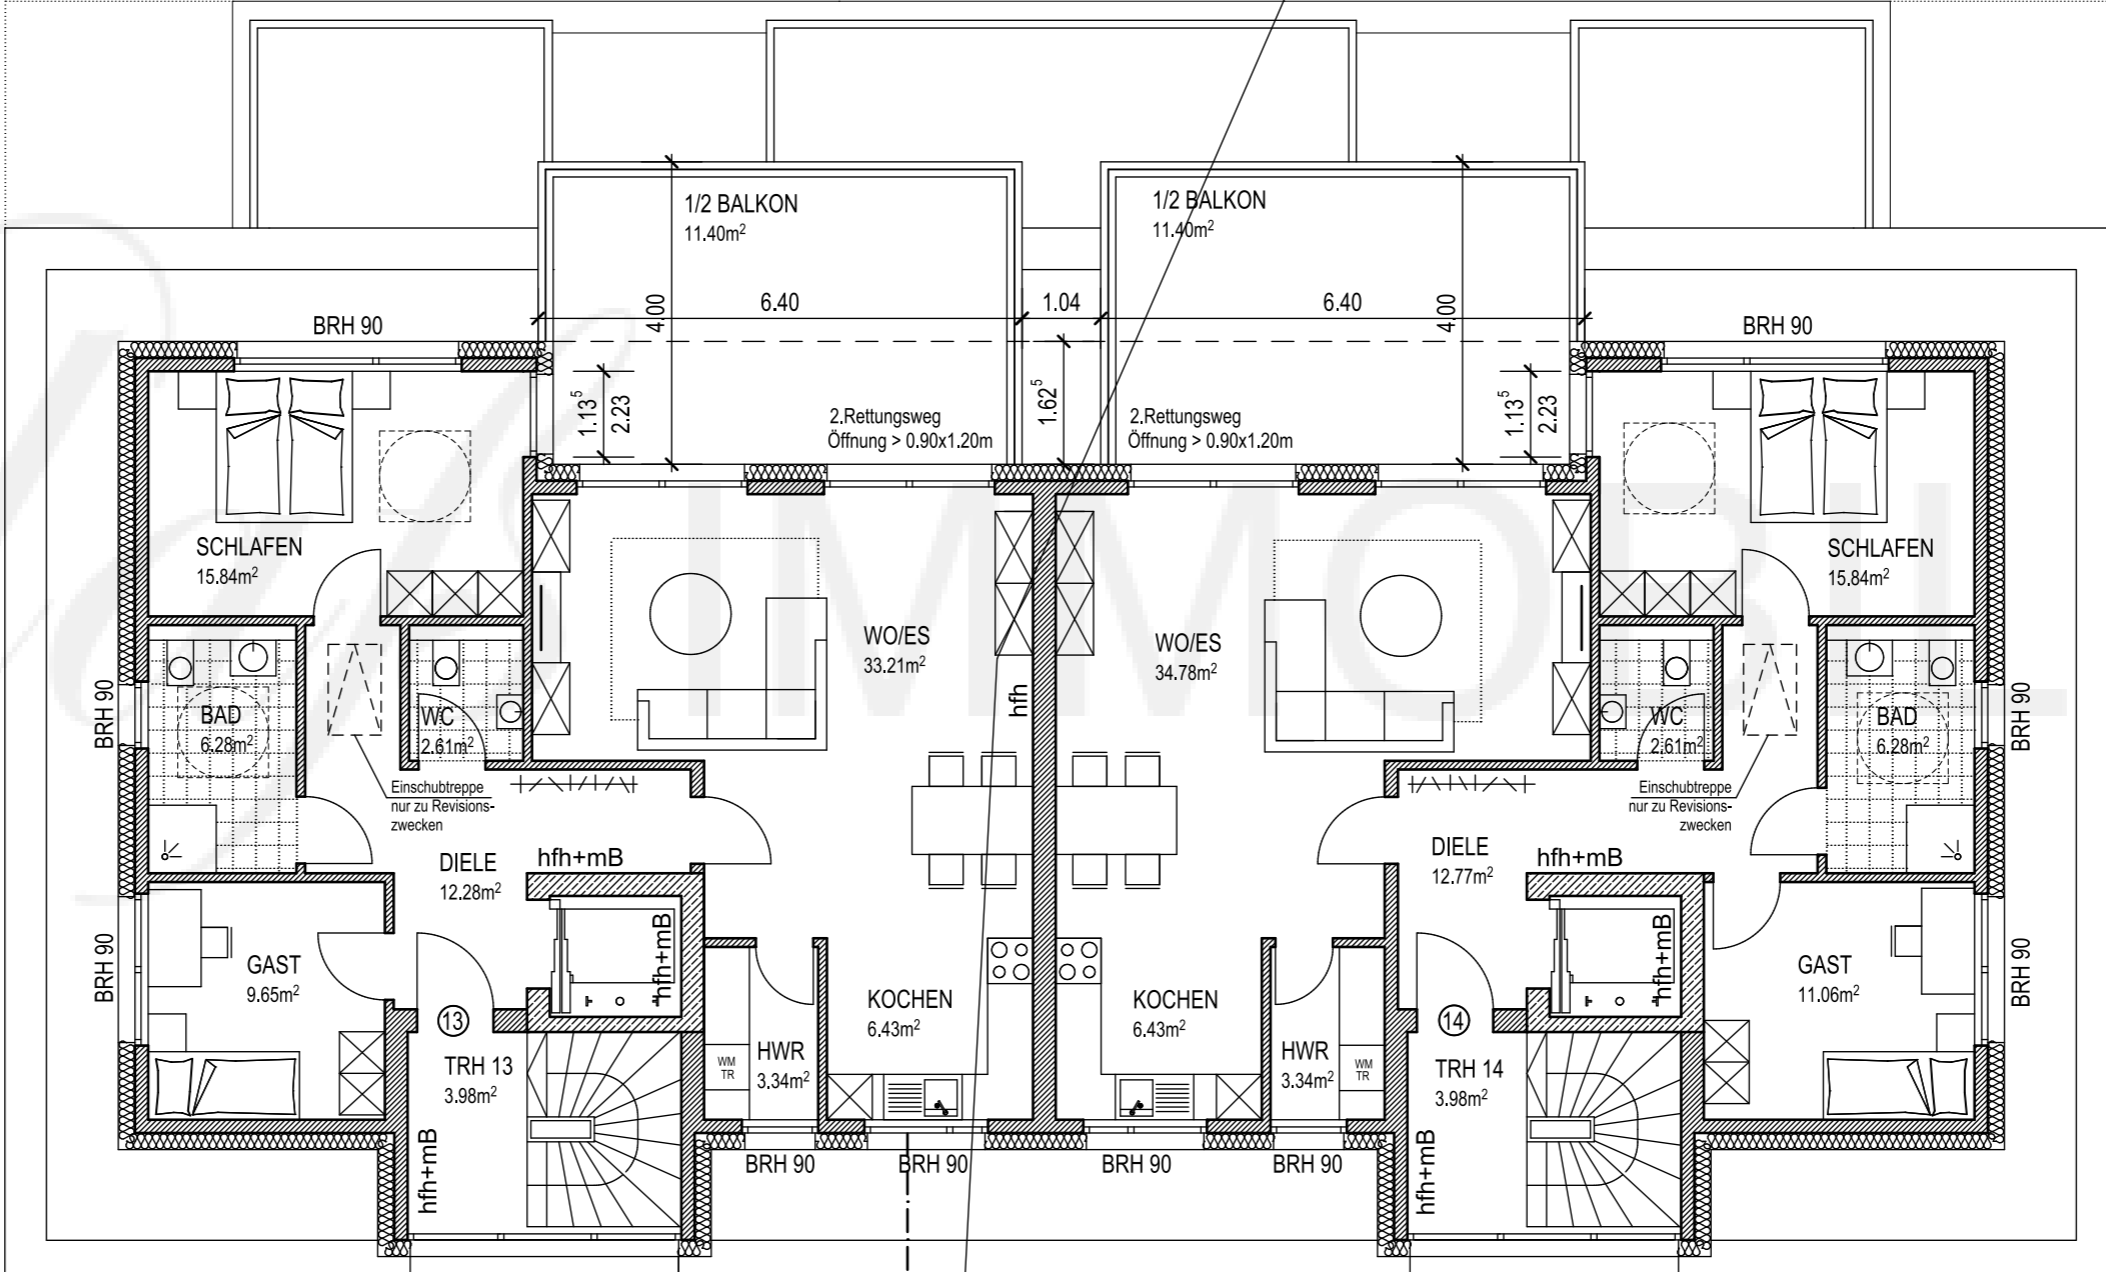 1/2 BALKON
11.40m²
1/2 BALKON
11.40m²
6.40
1.04
6.40
4.00
4.00
BRH 90
BRH 90
1.13⁵
2.23
1.62⁵
1.13⁵
2.23
2.Rettungsweg
Öffnung > 0.90x1.20m
2.Rettungsweg
Öffnung > 0.90x1.20m
IMMOBIL
SCHLAFEN
15.84m²
SCHLAFEN
15.84m²
WO/ES
33.21m²
hfh
WO/ES
34.78m²
BRH 90
BAD
6.28m²
WC
2.61m²
WC
2.61m²
BAD
6.28m²
BRH 90
Einschubtreppe
nur zu Revisions-
zwecken
Einschubtreppe
nur zu Revisions-
zwecken
DIELE
12.28m²
hfh+mB
hfh+mB
DIELE
12.77m²
hfh+mB
hfh+mB
BRH 90
GAST
9.65m²
GAST
11.06m²
BRH 90
KOCHEN
6.43m²
KOCHEN
6.43m²
13
14
TRH 13
3.98m²
WM
TR
HWR
3.34m²
HWR
3.34m²
WM
TR
TRH 14
3.98m²
hfh+mB
hfh+mB
BRH 90
BRH 90
BRH 90
BRH 90